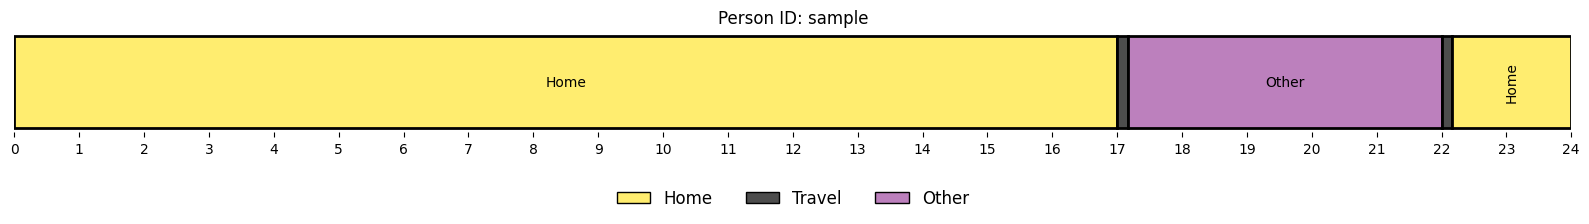 Person ID: sample
Home
Other
Home
0 1 2 3 4 5 6 7 8 9 10 11 12 13 14 15 16 17 18 19 20 21 22 23 24
Home Travel Other